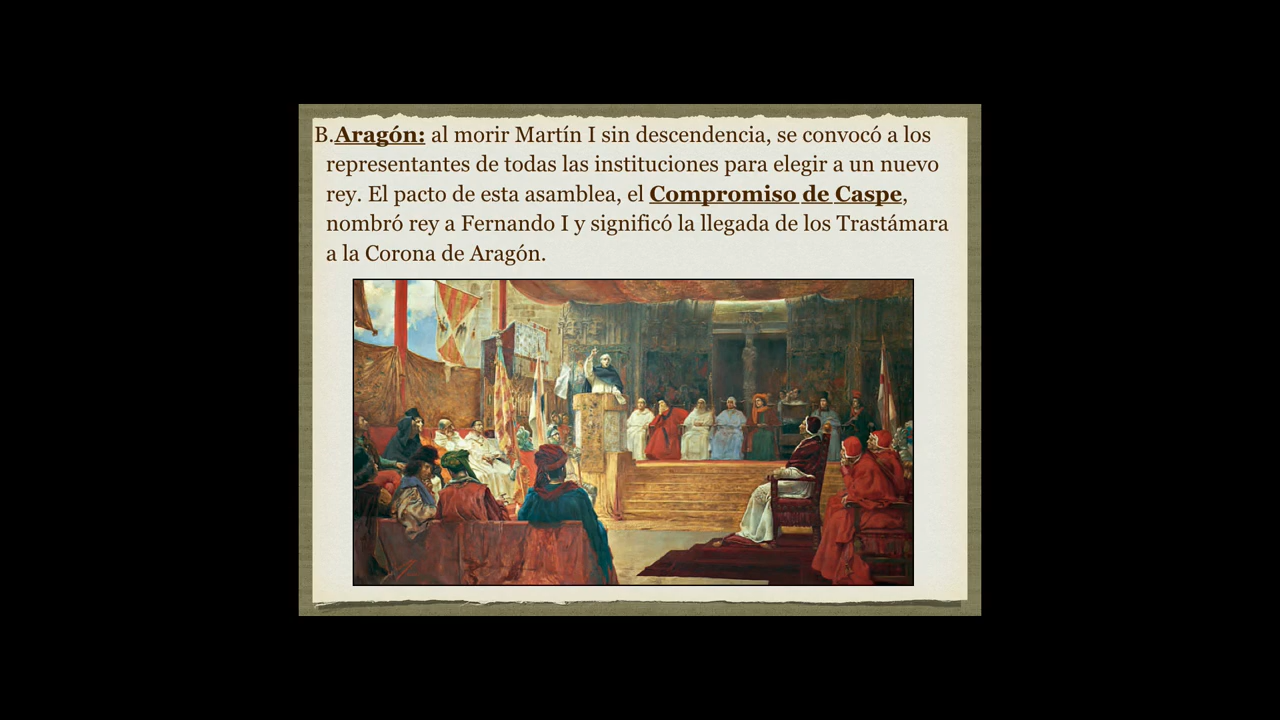 B.Aragón: al morir Martín I sin descendencia, se convocó a los
representantes de todas las instituciones para elegir a un nuevo
rey. El pacto de esta asamblea, el Compromiso de Caspe,
nombró rey a Fernando I y significó la llegada de los Trastámara
a la Corona de Aragón.